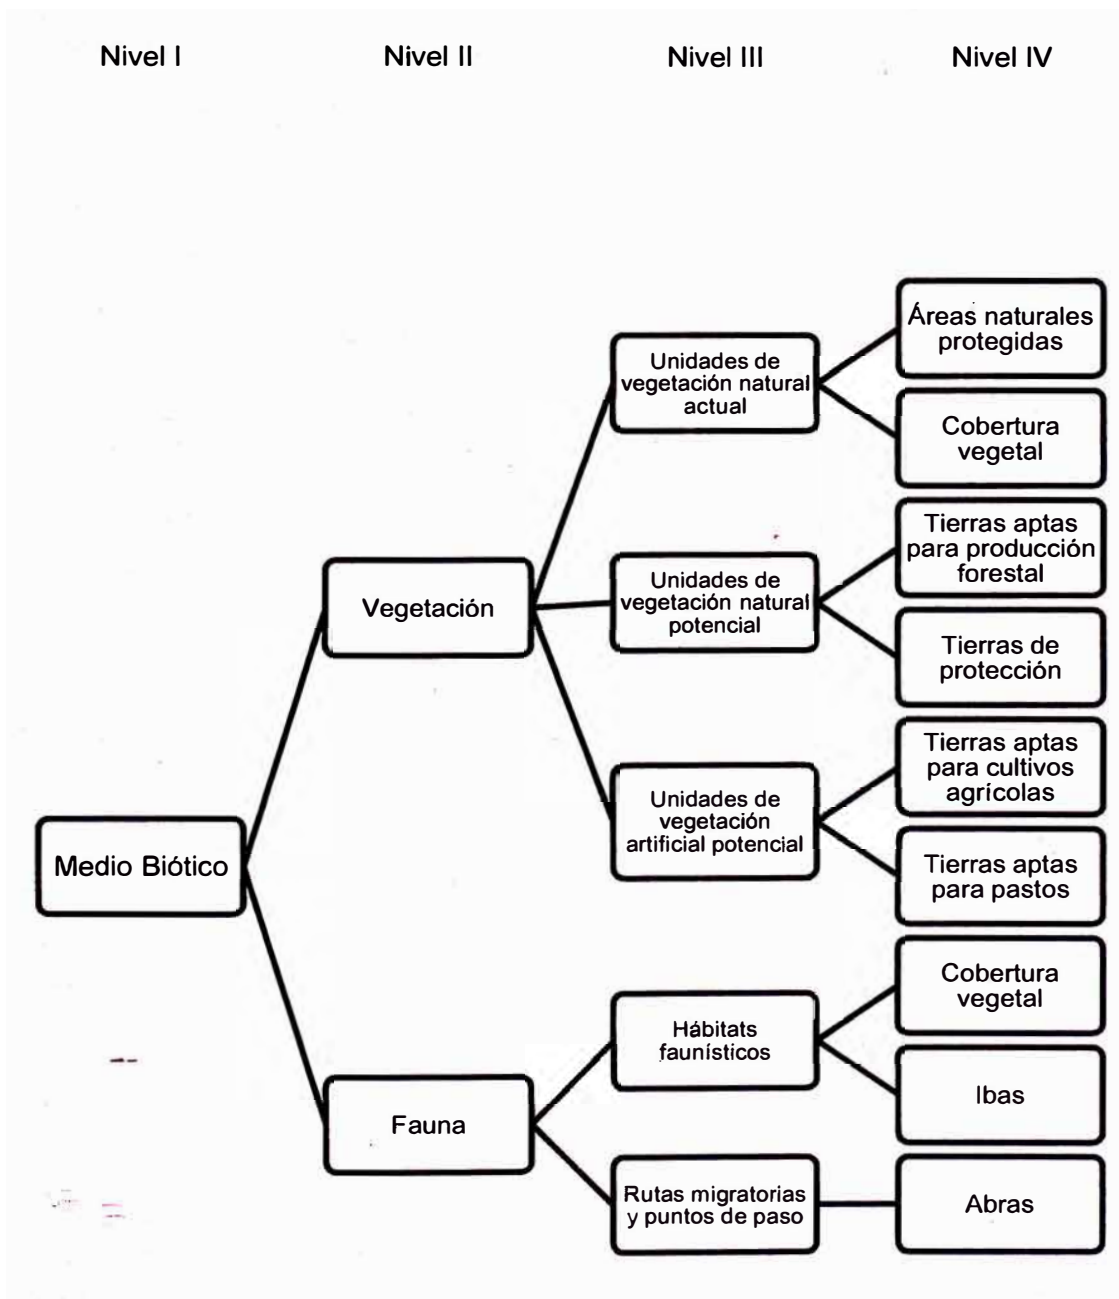 Nivel I
Nivel II
Nivel III
Nivel IV
Medio Biótico
Vegetación
Fauna
Unidades de
vegetación natural
actual
Unidades de
vegetación natural
potencial
Unidades de
vegetación
artificial potencial
Hábitats
faunísticos
Rutas migratorias
y puntos de paso
Áreas naturales
protegidas
Cobertura
vegetal
Tierras aptas
para producción
forestal
Tierras de
protección
Tierras aptas
para cultivos
agrícolas
Tierras aptas
para pastos
Cobertura
vegetal
Ibas
Abras